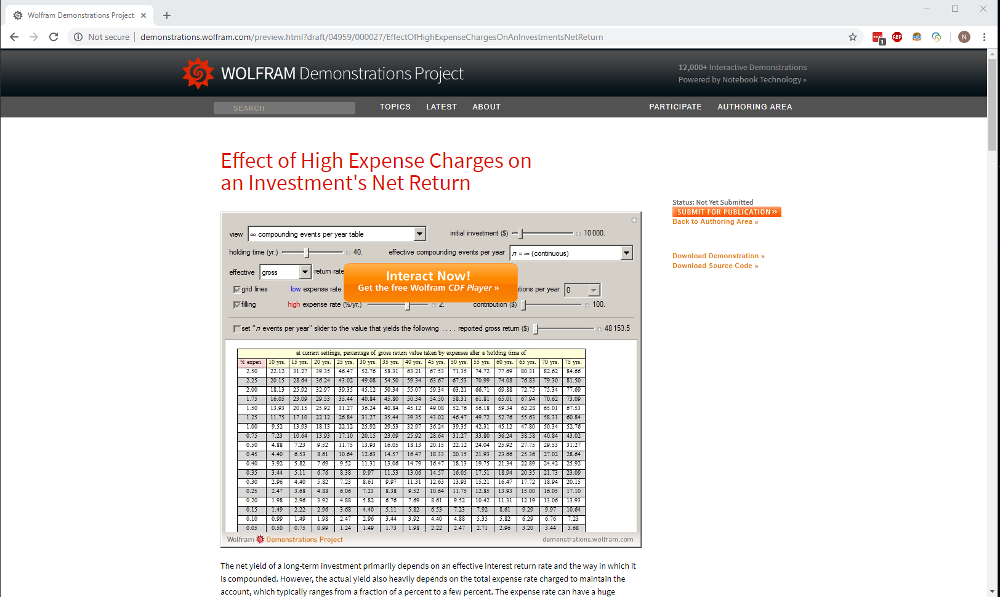 Wolfram Demonstrations Project
Not secure demonstrations.wolfram.com/preview.html?draft/04959/000027/EffectOfHighExpenseChargesOnAnInvestmentsNetReturn
1 ABP N
WOLFRAM Demonstrations Project
12,000+ Interactive Demonstrations
Powered by Notebook Technology »
SEARCH TOPICS LATEST ABOUT PARTICIPATE AUTHORING AREA
Effect of High Expense Charges on
an Investment's Net Return
Status: Not Yet Submitted
SUBMIT FOR PUBLICATION »
Back to Authoring Area »
Download Demonstration »
Download Source Code »
view ∞ compounding events per year table initial investment ($) 10 000.
holding time (yr.) 40. effective compounding events per year n = ∞ (continuous)
effective gross return rate
Interact Now!
Get the free Wolfram CDF Player »
grid lines low expense rate utions per year 0
filling high expense rate (%/yr.) 2. contribution ($) 100.
set "n events per year" slider to the value that yields the following . . . . reported gross return ($) 48 153.5
at current settings, percentage of gross return value taken by expenses after a holding time of
% expen. 10 yrs. 15 yrs. 20 yrs. 25 yrs. 30 yrs. 35 yrs. 40 yrs. 45 yrs. 50 yrs. 55 yrs. 60 yrs. 65 yrs. 70 yrs. 75 yrs.
2.50 22.12 31.27 39.35 46.47 52.76 58.31 63.21 67.53 71.35 74.72 77.69 80.31 82.62 84.66
2.25 20.15 28.64 36.24 43.02 49.08 54.50 59.34 63.67 67.53 70.99 74.08 76.83 79.30 81.50
2.00 18.13 25.92 32.97 39.35 45.12 50.34 55.07 59.34 63.21 66.71 69.88 72.75 75.34 77.69
1.75 16.05 23.09 29.53 35.44 40.84 45.80 50.34 54.50 58.31 61.81 65.01 67.94 70.62 73.09
1.50 13.93 20.15 25.92 31.27 36.24 40.84 45.12 49.08 52.76 56.18 59.34 62.28 65.01 67.53
1.25 11.75 17.10 22.12 26.84 31.27 35.44 39.35 43.02 46.47 49.72 52.76 55.63 58.31 60.84
1.00 9.52 13.93 18.13 22.12 25.92 29.53 32.97 36.24 39.35 42.31 45.12 47.80 50.34 52.76
0.75 7.23 10.64 13.93 17.10 20.15 23.09 25.92 28.64 31.27 33.80 36.24 38.58 40.84 43.02
0.50 4.88 7.23 9.52 11.75 13.93 16.05 18.13 20.15 22.12 24.04 25.92 27.75 29.53 31.27
0.45 4.40 6.53 8.61 10.64 12.63 14.57 16.47 18.33 20.15 21.93 23.66 25.36 27.02 28.64
0.40 3.92 5.82 7.69 9.52 11.31 13.06 14.79 16.47 18.13 19.75 21.34 22.89 24.42 25.92
0.35 3.44 5.11 6.76 8.38 9.97 11.53 13.06 14.57 16.05 17.51 18.94 20.35 21.73 23.09
0.30 2.96 4.40 5.82 7.23 8.61 9.97 11.31 12.63 13.93 15.21 16.47 17.72 18.94 20.15
0.25 2.47 3.68 4.88 6.06 7.23 8.38 9.52 10.64 11.75 12.85 13.93 15.00 16.05 17.10
0.20 1.98 2.96 3.92 4.88 5.82 6.76 7.69 8.61 9.52 10.42 11.31 12.19 13.06 13.93
0.15 1.49 2.22 2.96 3.68 4.40 5.11 5.82 6.53 7.23 7.92 8.61 9.29 9.97 10.64
0.10 0.99 1.49 1.98 2.47 2.96 3.44 3.92 4.40 4.88 5.35 5.82 6.29 6.76 7.23
0.05 0.50 0.75 0.99 1.24 1.49 1.73 1.98 2.22 2.47 2.71 2.96 3.20 3.44 3.68
Wolfram Demonstrations Project demonstrations.wolfram.com
The net yield of a long-term investment primarily depends on an effective interest return rate and the way in which it
is compounded. However, the actual yield also heavily depends on the total expense rate charged to maintain the
account, which typically ranges from a fraction of a percent to a few percent. The expense rate can have a huge